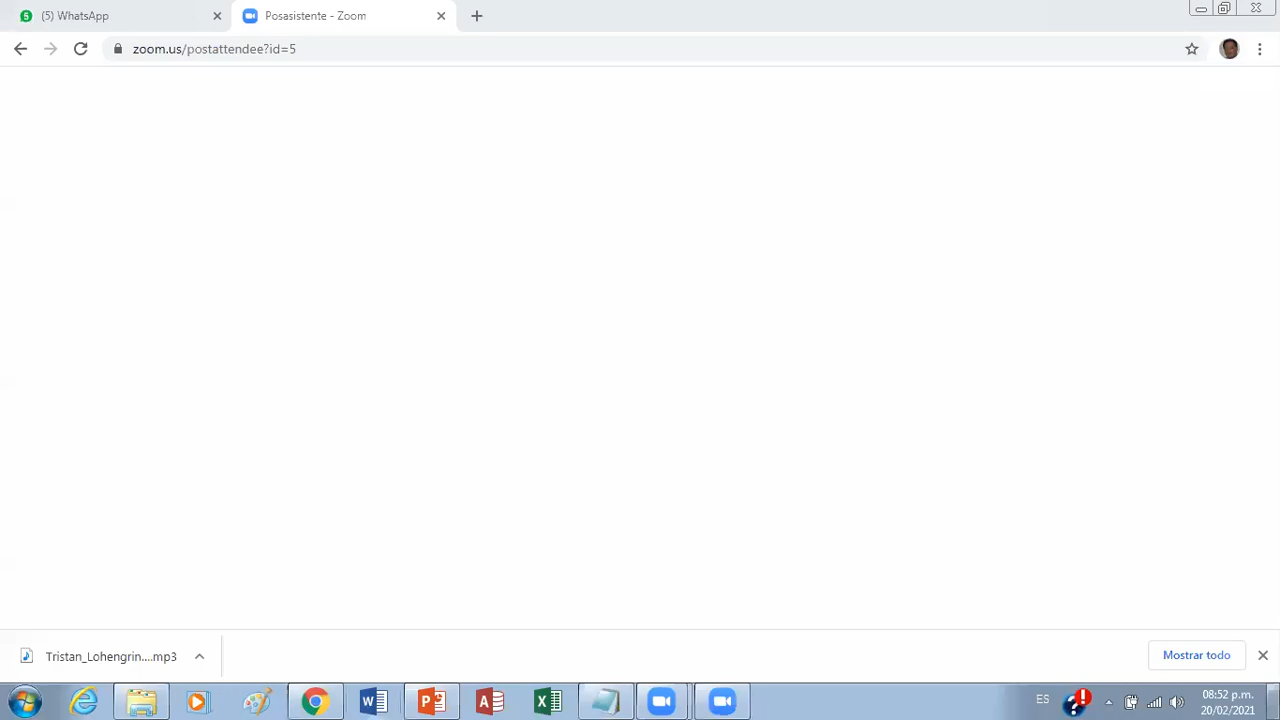 (5) WhatsApp
Posasistente - Zoom
zoom.us/postattendee?id=5
Tristan_Lohengrin....mp3
Mostrar todo
ES
08:52 p.m.
20/02/2021